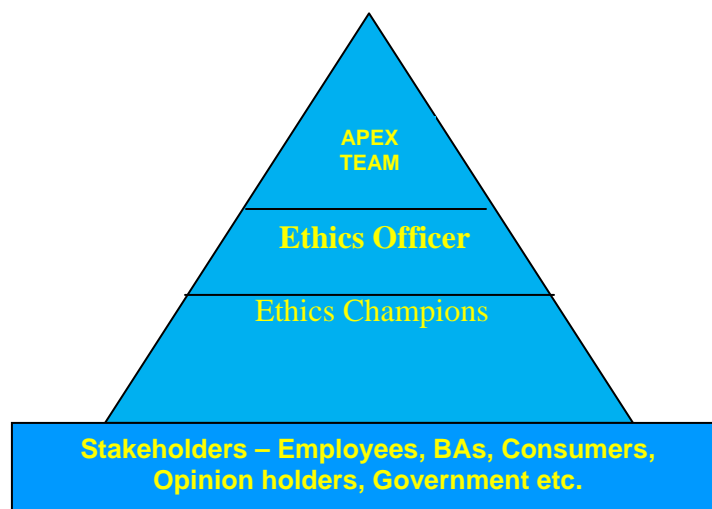 APEX
TEAM
Ethics Officer
Ethics Champions
Stakeholders – Employees, BAs, Consumers,
Opinion holders, Government etc.